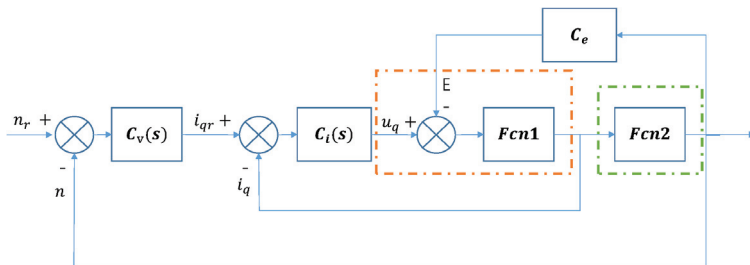 C_e
E
-
n_r + C_v(s) i_qr + C_i(s) u_q + Fcn1 Fcn2
- -
n i_q